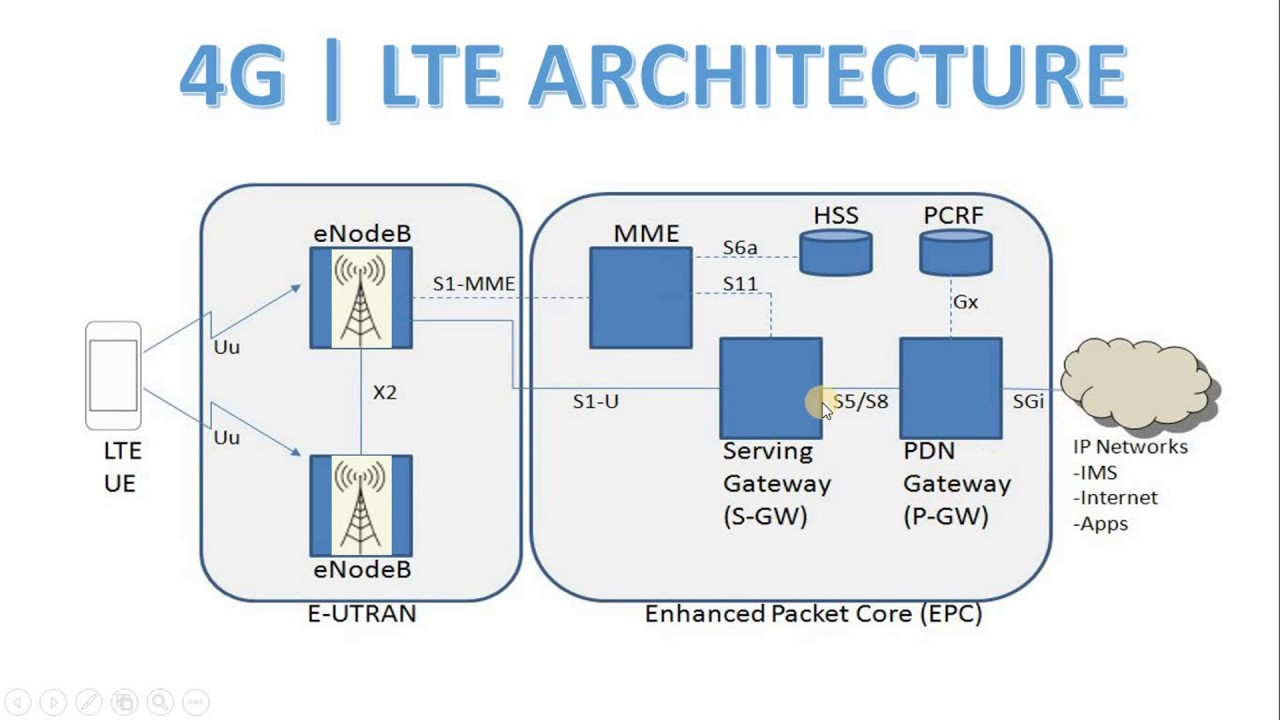 4G | LTE ARCHITECTURE
eNodeB
MME
HSS
PCRF
S6a
S1-MME
S11
Gx
Uu
X2
S1-U
S5/S8
SGi
Uu
LTE
UE
Serving
Gateway
(S-GW)
PDN
Gateway
(P-GW)
IP Networks
-IMS
-Internet
-Apps
eNodeB
E-UTRAN
Enhanced Packet Core (EPC)